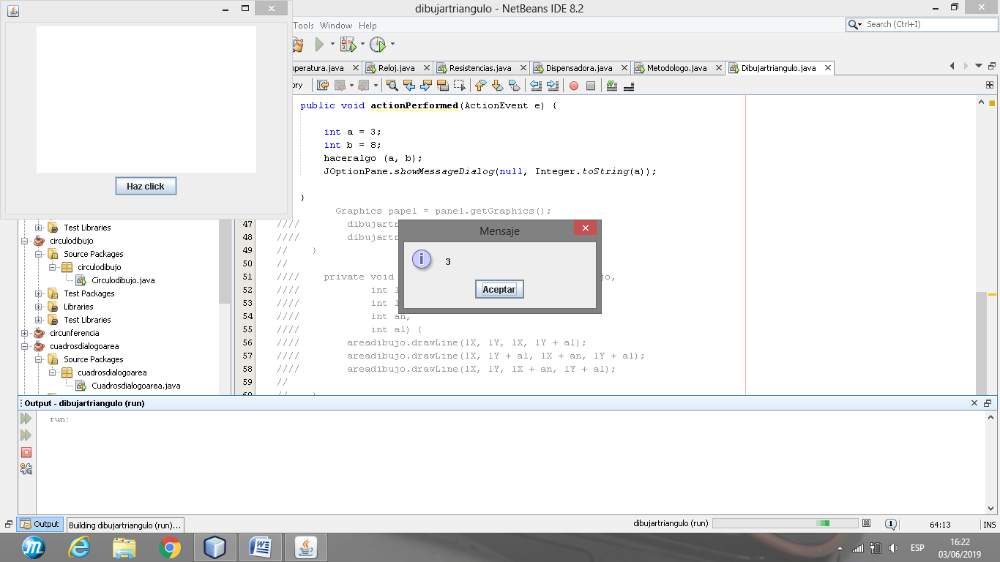 dibujartriangulo - NetBeans IDE 8.2
Tools Window Help
Search (Ctrl+I)
peratura.java
Reloj.java
Resistencias.java
Dispensadora.java
Metodologo.java
Dibujartriangulo.java
ory
Haz click
public void actionPerformed(ActionEvent e) {
int a = 3;
int b = 8;
haceralgo (a, b);
JOptionPane.showMessageDialog(null, Integer.toString(a));
}
Graphics papel = panel.getGraphics();
47 //// dibujartr
48 //// dibujartr
49 // }
50 //
51 //// private void jo,
52 //// int l
53 //// int l
54 //// int an,
55 //// int al) {
56 //// areadibujo.drawLine(lX, lY, lX, lY + al);
57 //// areadibujo.drawLine(lX, lY + al, lX + an, lY + al);
58 //// areadibujo.drawLine(lX, lY, lX + an, lY + al);
59 //
60 // }
Mensaje
3
Aceptar
Test Libraries
circulodibujo
Source Packages
circulodibujo
Circulodibujo.java
Test Packages
Libraries
Test Libraries
circunferencia
cuadrosdialogoarea
Source Packages
cuadrosdialogoarea
Cuadrosdialogoarea.java
Output - dibujartriangulo (run)
run:
Output
Building dibujartriangulo (run)...
dibujartriangulo (run)
1
64:13
INS
ESP
16:22
03/06/2019